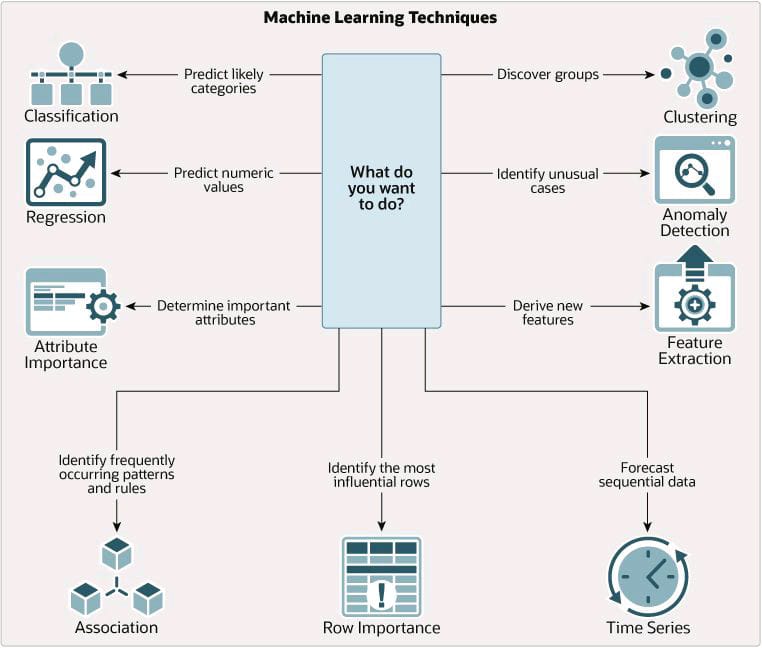 Machine Learning Techniques
Predict likely
categories
Classification
Discover groups
Clustering
What do
you want
to do?
Predict numeric
values
Regression
Identify unusual
cases
Anomaly
Detection
Determine important
attributes
Attribute
Importance
Derive new
features
Feature
Extraction
Identify frequently
occurring patterns
and rules
Association
Identify the most
influential rows
Row Importance
Forecast
sequential data
Time Series